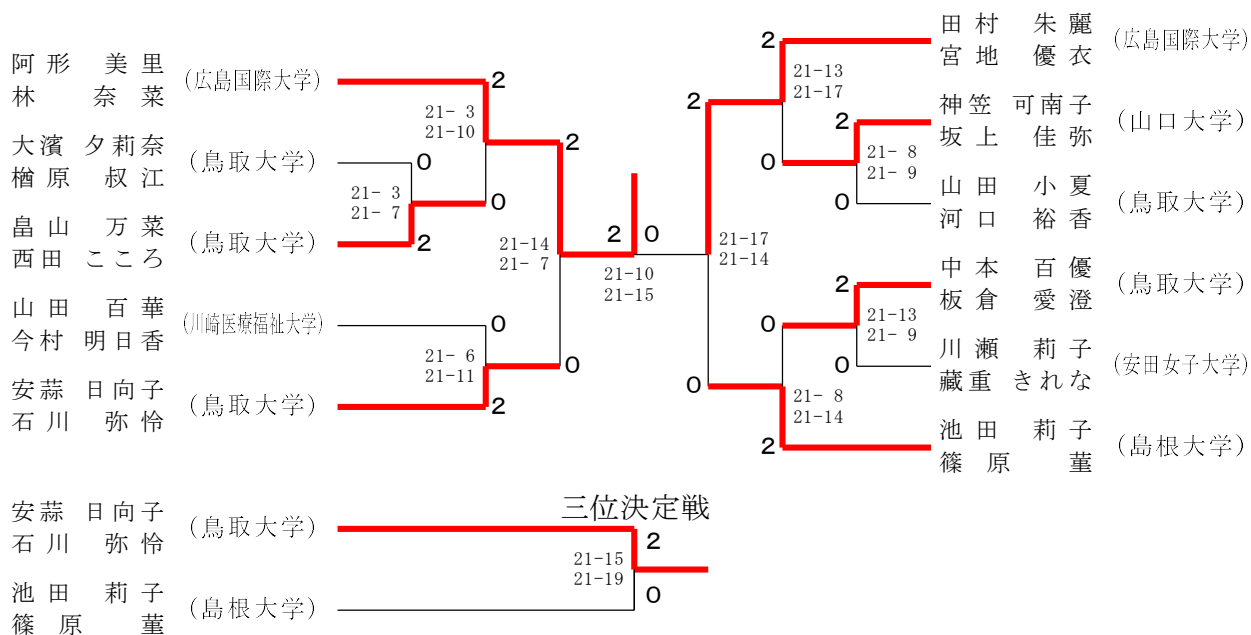 阿形 美里
林 奈菜
(広島国際大学)
大濱 夕莉奈
楢原 叔江
(鳥取大学)
畠山 万菜
西田 こころ
(鳥取大学)
山田 百華
今村 明日香
(川崎医療福祉大学)
安蒜 日向子
石川 弥怜
(鳥取大学)
2
21- 3
21-10
0
0
21- 3
21- 7
2
2
21-14
21- 7
0
0
21- 6
21-11
2
2 0
21-10
21-15
2
21-17
21-14
0
2
21-13
21-17
0
2
21- 8
21- 9
0
2
21-13
21- 9
0
0
21- 8
21-14
2
田村 朱麗
宮地 優衣
(広島国際大学)
神笠 可南子
坂上 佳弥
(山口大学)
山田 小夏
河口 裕香
(鳥取大学)
中本 百優
板倉 愛澄
(鳥取大学)
川瀬 莉子
藏重 きれな
(安田女子大学)
池田 莉子
篠原 菫
(島根大学)
三位決定戦
安蒜 日向子
石川 弥怜
(鳥取大学)
池田 莉子
篠原 菫
(島根大学)
2
21-15
21-19
0